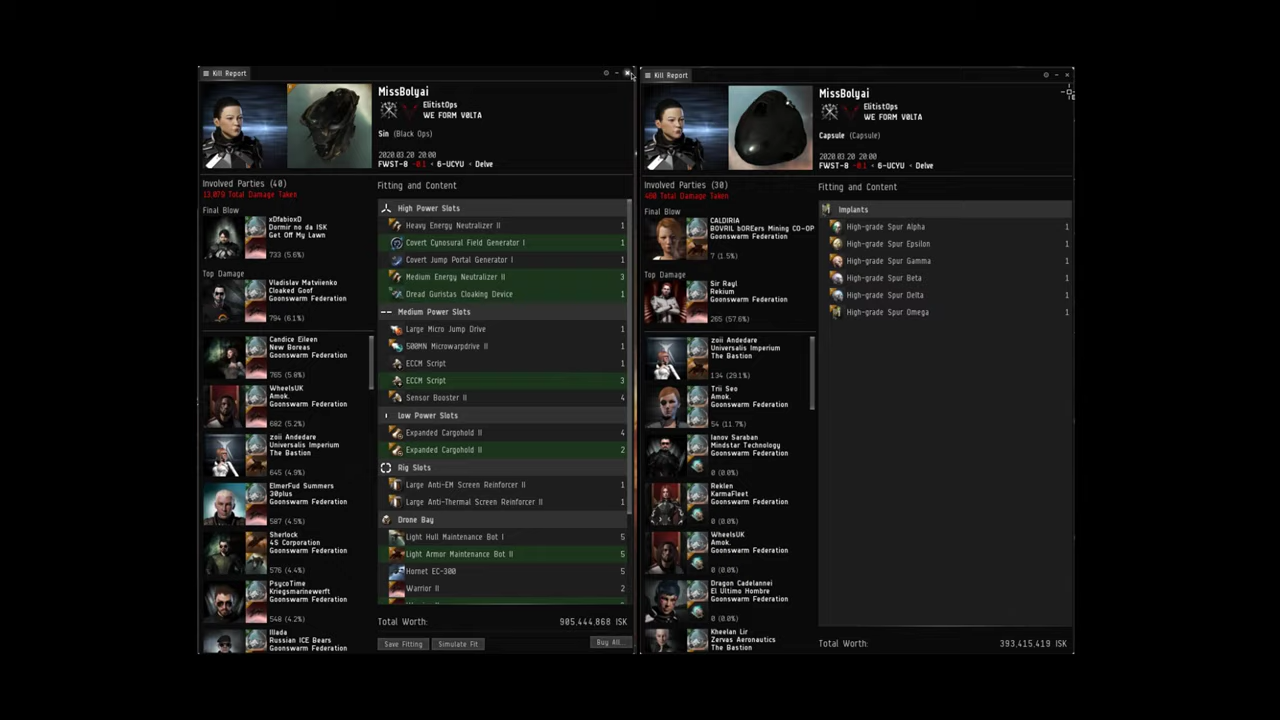 Kill Report
MissBolyai
ElitistOps
WE FORM V0LTA
Sin (Black Ops)
2020.03.20 20:00
FWST-8 -0.1 < 6-UCYU < Delve
Involved Parties (40)
13,079 Total Damage Taken
Final Blow
xDfabioxD
Dormir no da ISK
Get Off My Lawn
733 (5.6%)
Top Damage
Vladislav Matviienko
Cloaked Goof
Goonswarm Federation
794 (6.1%)
Candice Eileen
New Boreas
Goonswarm Federation
765 (5.8%)
WheelsUK
Amok.
Goonswarm Federation
682 (5.2%)
zoii Andedare
Universalis Imperium
The Bastion
645 (4.9%)
ElmerFud Summers
30plus
Goonswarm Federation
587 (4.5%)
Sherlock
4S Corporation
Goonswarm Federation
576 (4.4%)
PsycoTime
Kriegsmarinewerft
Goonswarm Federation
548 (4.2%)
Illada
Russian ICE Bears
Goonswarm Federation
Fitting and Content
High Power Slots
Heavy Energy Neutralizer II 1
Covert Cynosural Field Generator I 1
Covert Jump Portal Generator I 1
Medium Energy Neutralizer II 3
Dread Guristas Cloaking Device 1
Medium Power Slots
Large Micro Jump Drive 1
500MN Microwarpdrive II 1
ECCM Script 1
ECCM Script 3
Sensor Booster II 4
Low Power Slots
Expanded Cargohold II 4
Expanded Cargohold II 2
Rig Slots
Large Anti-EM Screen Reinforcer II 1
Large Anti-Thermal Screen Reinforcer II 1
Drone Bay
Light Hull Maintenance Bot I 5
Light Armor Maintenance Bot II 5
Hornet EC-300 5
Warrior II 2
Total Worth: 905,444,868 ISK
Save Fitting Simulate Fit Buy All...
Kill Report
MissBolyai
ElitistOps
WE FORM V0LTA
Capsule (Capsule)
2020.03.20 20:00
FWST-8 -0.1 < 6-UCYU < Delve
Involved Parties (30)
460 Total Damage Taken
Final Blow
CALDIRIA
BOVRIL bOREers Mining CO-OP
Goonswarm Federation
7 (1.5%)
Top Damage
Sir Rayl
Rekium
Goonswarm Federation
265 (57.6%)
zoii Andedare
Universalis Imperium
The Bastion
134 (29.1%)
Trii Seo
Amok.
Goonswarm Federation
54 (11.7%)
Ianov Saraban
Mindstar Technology
Goonswarm Federation
0 (0.0%)
Reklen
KarmaFleet
Goonswarm Federation
0 (0.0%)
WheelsUK
Amok.
Goonswarm Federation
0 (0.0%)
Dragon Cadelannei
El Ultimo Hombre
Goonswarm Federation
0 (0.0%)
Kheelan Lir
Zervas Aeronautics
The Bastion
Fitting and Content
Implants
High-grade Spur Alpha 1
High-grade Spur Epsilon 1
High-grade Spur Gamma 1
High-grade Spur Beta 1
High-grade Spur Delta 1
High-grade Spur Omega 1
Total Worth: 393,415,419 ISK